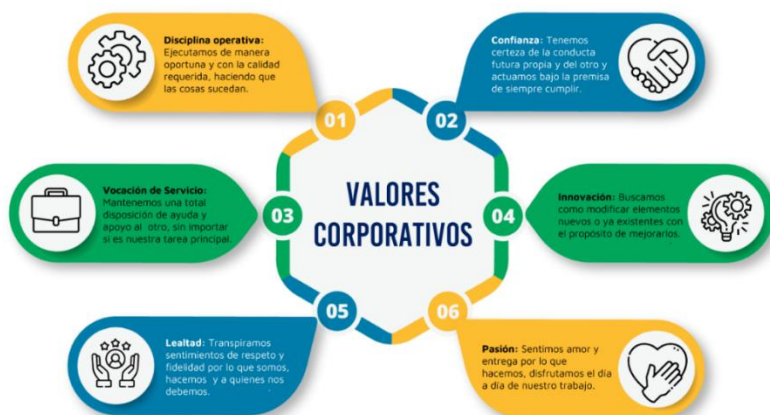 Disciplina operativa:
Ejecutamos de manera
oportuna y con la calidad
requerida, haciendo que
las cosas sucedan.
01
Confianza: Tenemos
certeza de la conducta
futura propia y del otro y
actuamos bajo la premisa
de siempre cumplir.
02
VALORES
CORPORATIVOS
Vocación de Servicio:
Mantenemos una total
disposición de ayuda y
apoyo al otro, sin importar
si es nuestra tarea principal.
03
Innovación: Buscamos
como modificar elementos
nuevos o ya existentes con
el propósito de mejorarlos.
04
Lealtad: Transpiramos
sentimientos de respeto y
fidelidad por lo que somos,
hacemos y a quienes nos
debemos.
05
Pasión: Sentimos amor y
entrega por lo que
hacemos, disfrutamos el día
a día de nuestro trabajo.
06